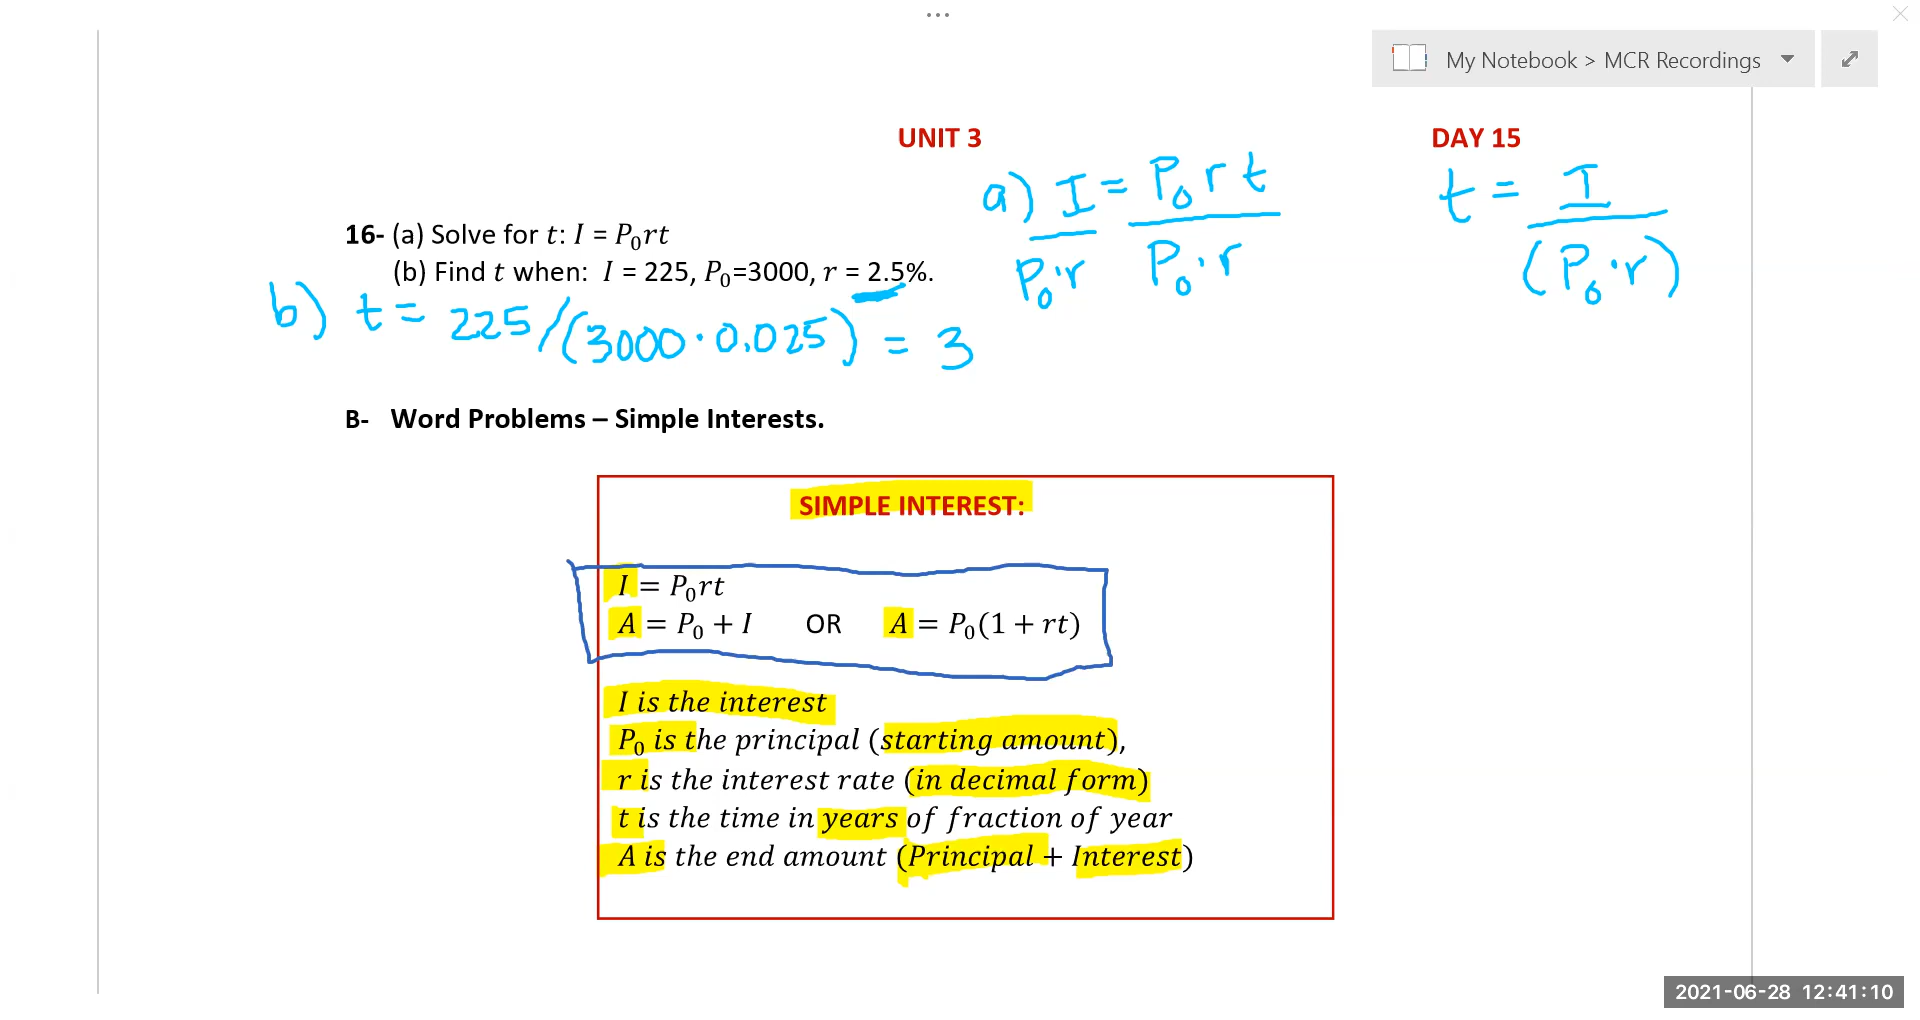 ...
My Notebook > MCR Recordings
UNIT 3
DAY 15
a) I = P₀ r t
P₀·r P₀·r
t = I
(P₀·r)
16- (a) Solve for t: I = P₀rt
(b) Find t when: I = 225, P₀=3000, r = 2.5%.
b) t = 225/(3000·0.025) = 3
B- Word Problems – Simple Interests.
SIMPLE INTEREST:
I = P₀rt
A = P₀ + I OR A = P₀(1 + rt)
I is the interest
P₀ is the principal (starting amount),
r is the interest rate (in decimal form)
t is the time in years of fraction of year
A is the end amount (Principal + Interest)
2021-06-28 12:41:10